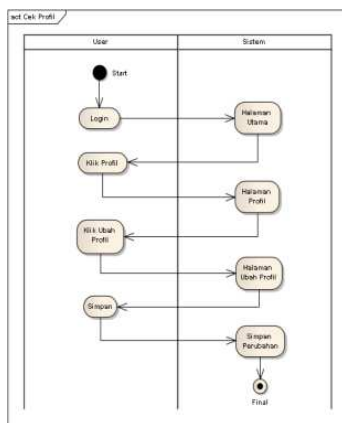 act Cek Profil
User
Sistem
Start
Login
Halaman
Utama
Klik Profil
Halaman
Profil
Klik Ubah
Profil
Halaman
Ubah Profil
Simpan
Simpan
Perubahan
Final